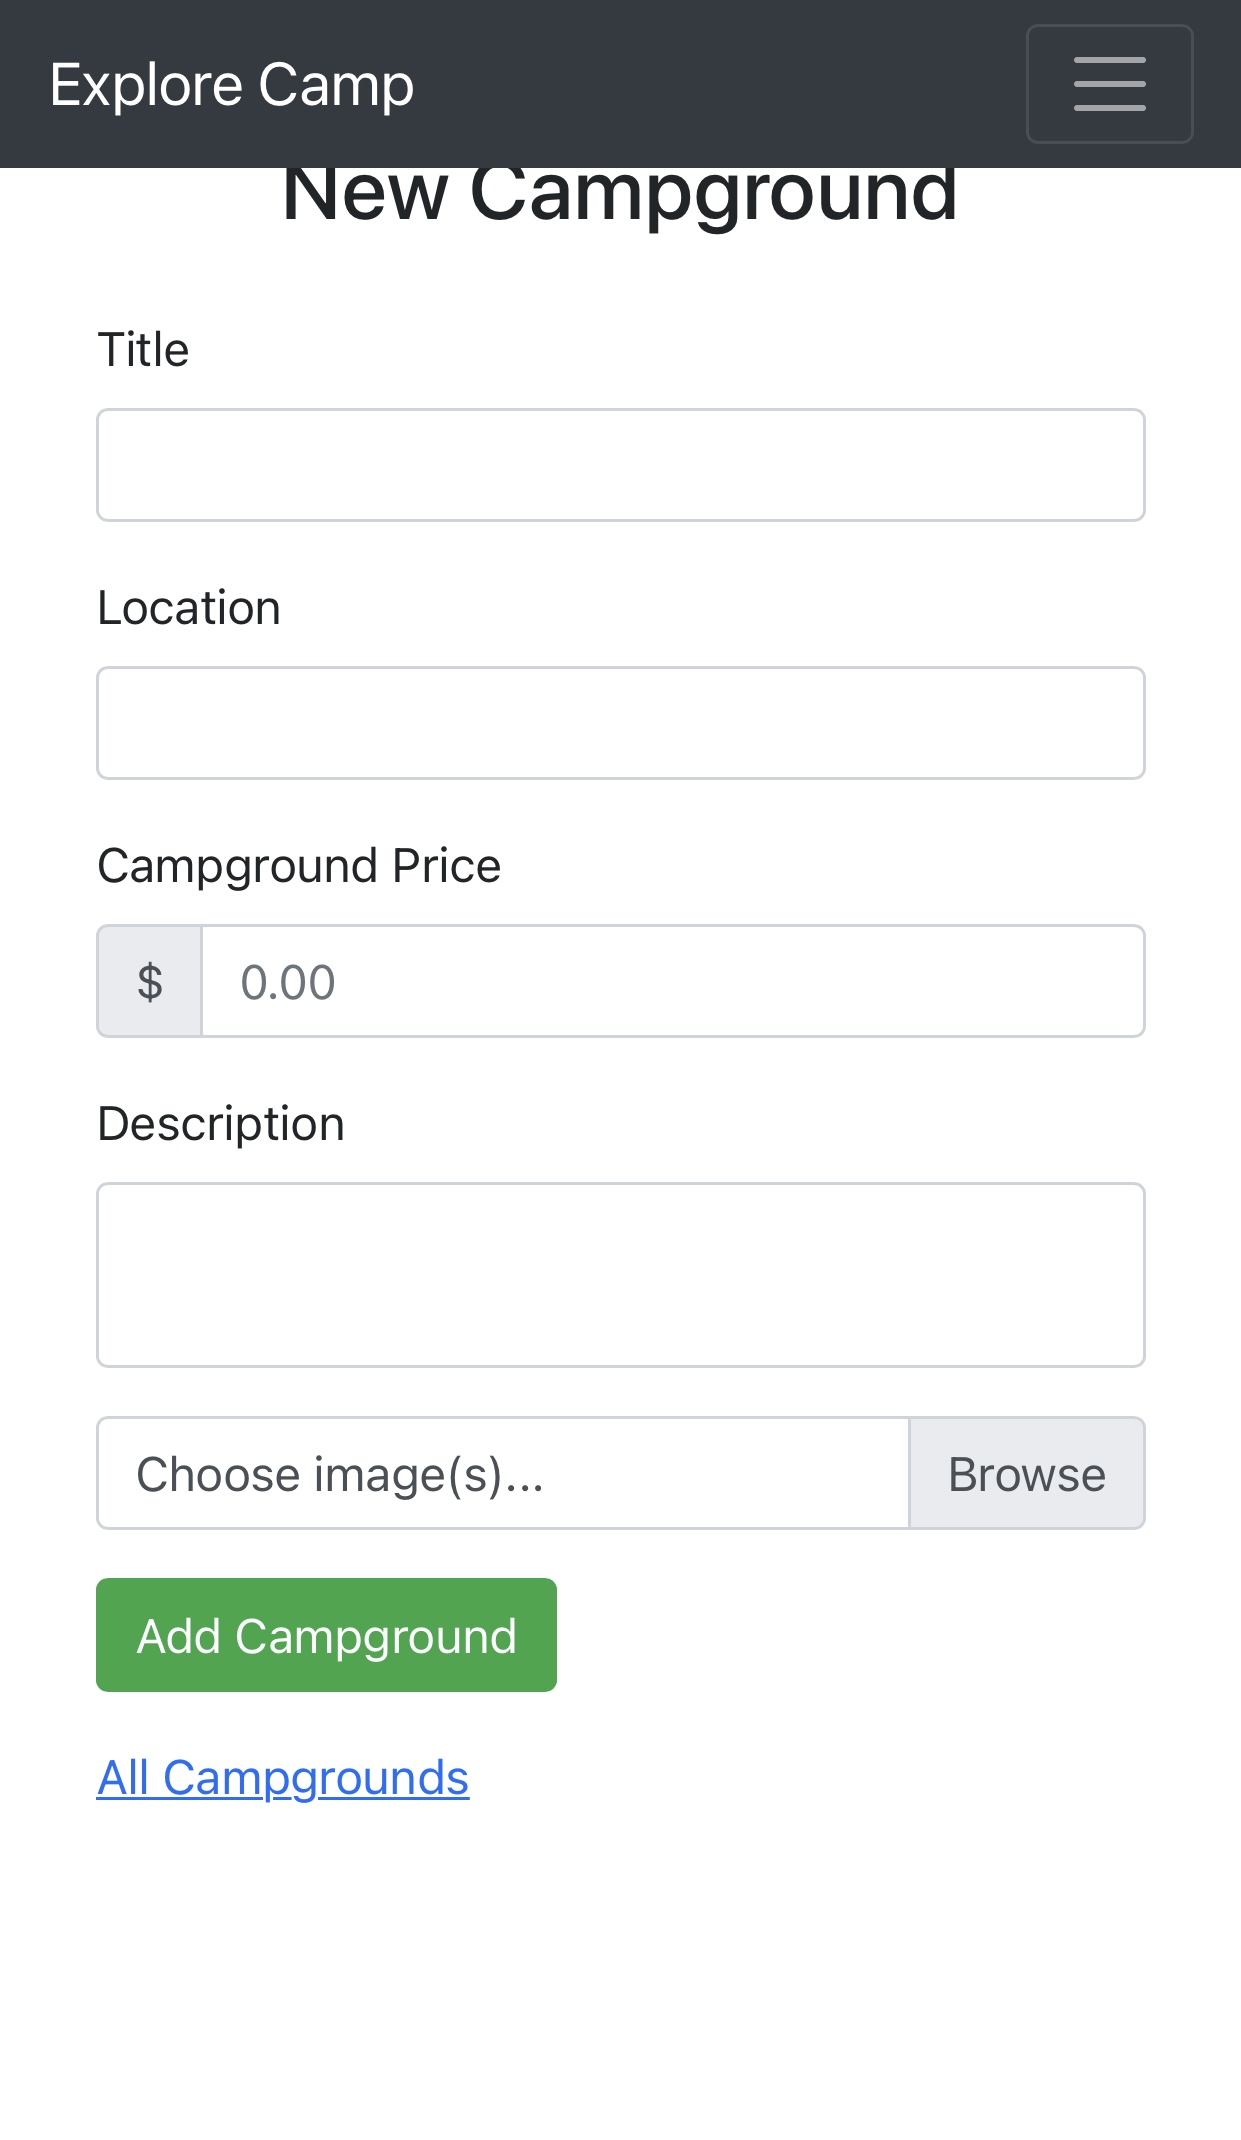 Explore Camp
New Campground
Title
Location
Campground Price
$ 0.00
Description
Choose image(s)... Browse
Add Campground
All Campgrounds